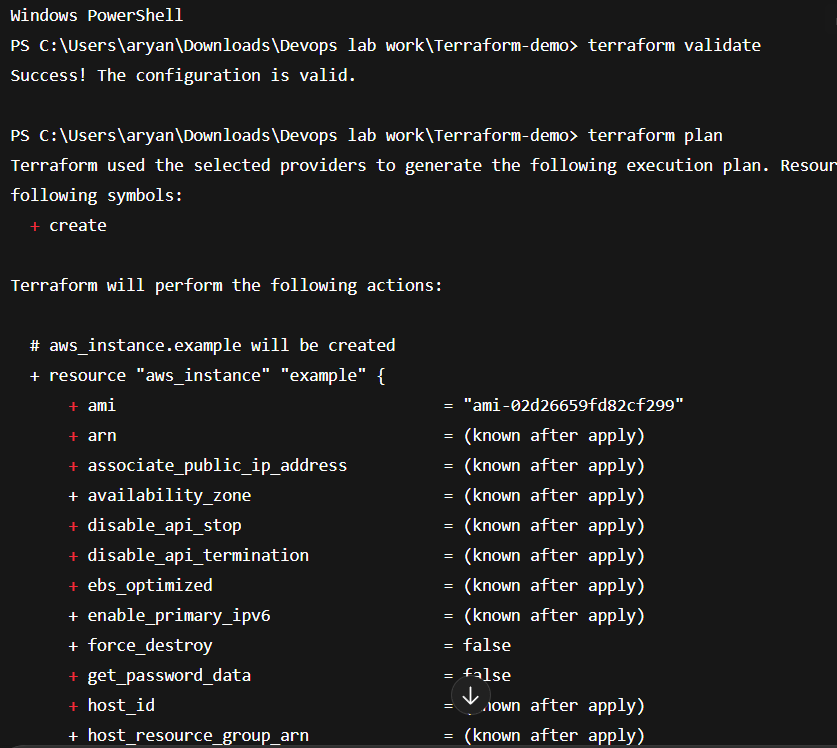 Windows PowerShell
PS C:\Users\aryan\Downloads\Devops lab work\Terraform-demo> terraform validate
Success! The configuration is valid.
PS C:\Users\aryan\Downloads\Devops lab work\Terraform-demo> terraform plan
Terraform used the selected providers to generate the following execution plan. Resour
following symbols:
+ create
Terraform will perform the following actions:
# aws_instance.example will be created
+ resource "aws_instance" "example" {
+ ami = "ami-02d26659fd82cf299"
+ arn = (known after apply)
+ associate_public_ip_address = (known after apply)
+ availability_zone = (known after apply)
+ disable_api_stop = (known after apply)
+ disable_api_termination = (known after apply)
+ ebs_optimized = (known after apply)
+ enable_primary_ipv6 = (known after apply)
+ force_destroy = false
+ get_password_data = false
+ host_id = (known after apply)
+ host_resource_group_arn = (known after apply)